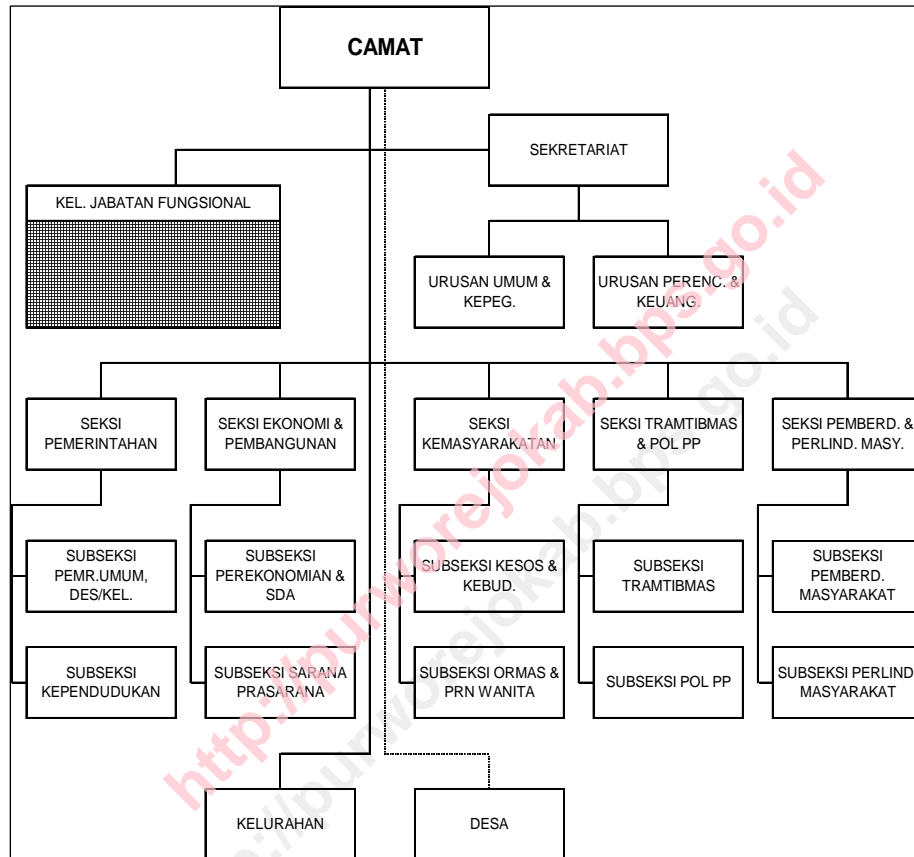 CAMAT
SEKRETARIAT
KEL. JABATAN FUNGSIONAL
URUSAN UMUM &
KEPEG.
URUSAN PERENC. &
KEUANG.
SEKSI
PEMERINTAHAN
SEKSI EKONOMI &
PEMBANGUNAN
SEKSI
KEMASYARAKATAN
SEKSI TRAMTIBMAS
& POL PP
SEKSI PEMBERD. &
PERLIND. MASY.
SUBSEKSI
PEMR.UMUM,
DES/KEL.
SUBSEKSI
PEREKONOMIAN &
SDA
SUBSEKSI KESOS &
KEBUD.
SUBSEKSI
TRAMTIBMAS
SUBSEKSI
PEMBERD.
MASYARAKAT
SUBSEKSI
KEPENDUDUKAN
SUBSEKSI SARANA
PRASARANA
SUBSEKSI ORMAS &
PRN WANITA
SUBSEKSI POL PP
SUBSEKSI PERLIND
MASYARAKAT
KELURAHAN
DESA
http://purworejokab.bps.go.id
http://purworejokab.bps.go.id